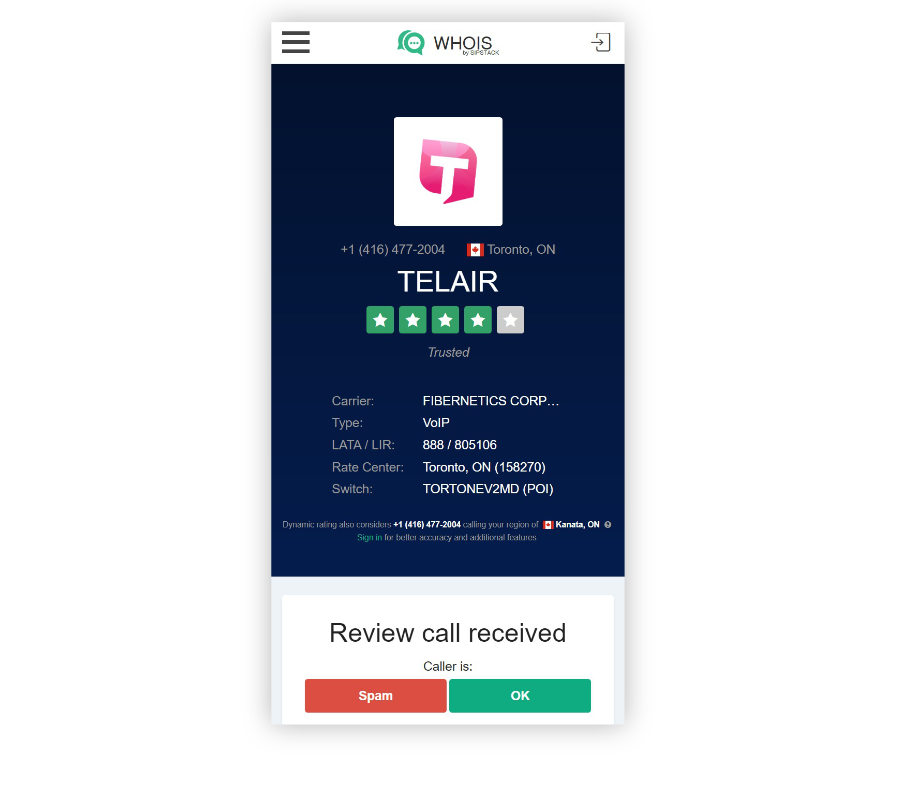 WHOIS
by SIPSTACK
T
+1 (416) 477-2004 Toronto, ON
TELAIR
Trusted
Carrier: FIBERNETICS CORP…
Type: VoIP
LATA / LIR: 888 / 805106
Rate Center: Toronto, ON (158270)
Switch: TORTONEV2MD (POI)
Dynamic rating also considers +1 (416) 477-2004 calling your region of Kanata, ON
Sign in for better accuracy and additional features
Review call received
Caller is:
Spam OK